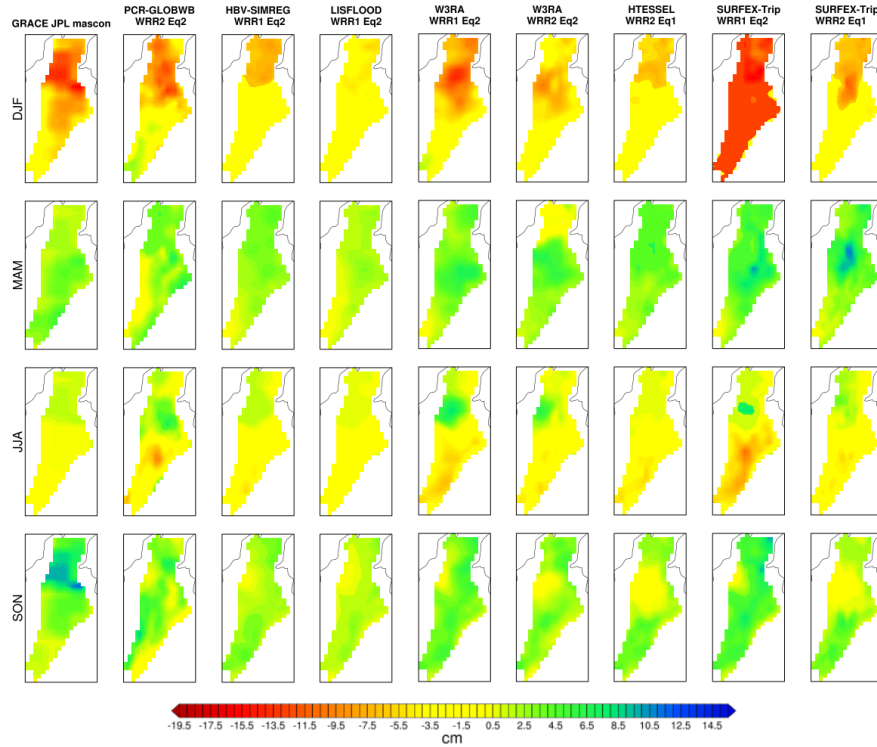 GRACE JPL mascon
PCR-GLOBWB
WRR2 Eq2
HBV-SIMREG
WRR1 Eq2
LISFLOOD
WRR1 Eq2
W3RA
WRR1 Eq2
W3RA
WRR2 Eq2
HTESSEL
WRR2 Eq1
SURFEX-Trip
WRR1 Eq2
SURFEX-Trip
WRR2 Eq1
DJF
MAM
JJA
SON
-19.5 -15.5 -13.5 -11.5 -9.5 -7.5 -5.5 -3.5 -1.5 0.5 2.5 4.5 6.5 8.5 10.5 12.5 14.5
cm